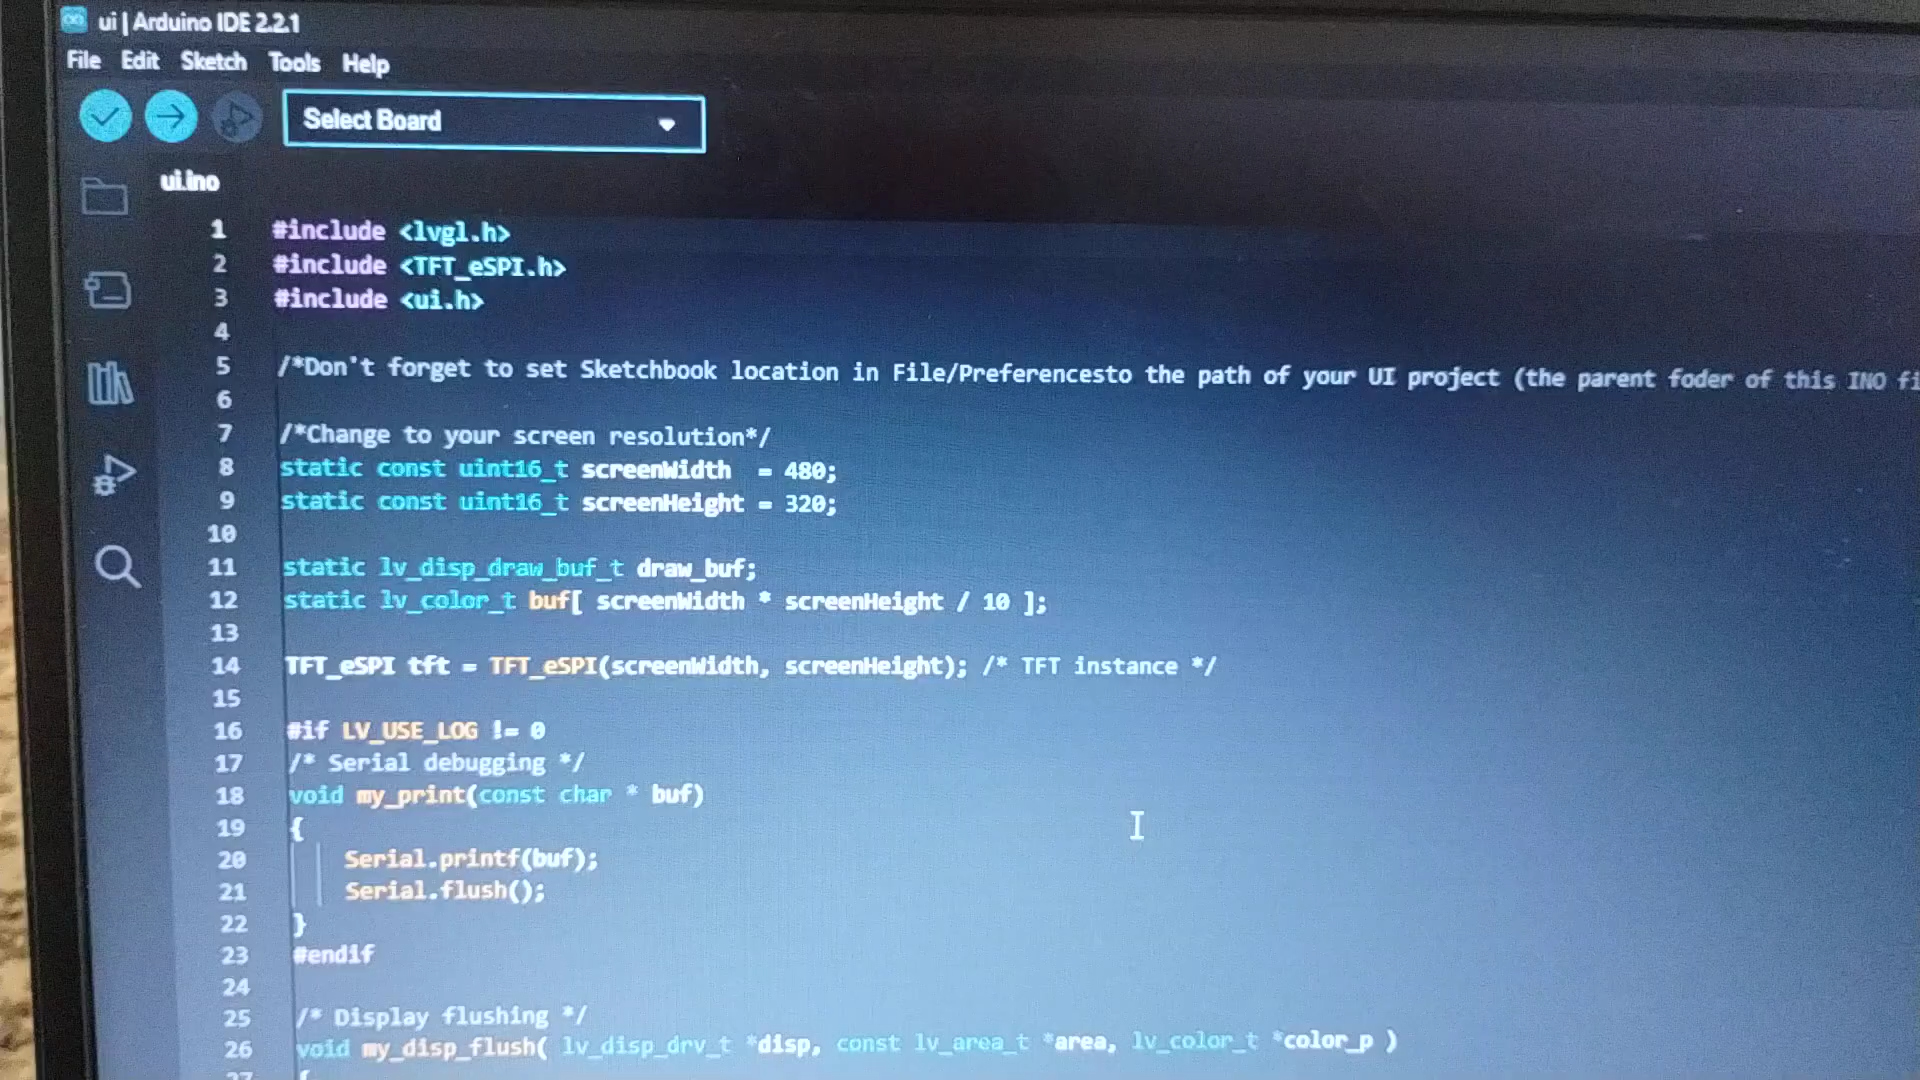 ui | Arduino IDE 2.2.1
File Edit Sketch Tools Help
Select Board
ui.ino
1 #include <lvgl.h>
2 #include <TFT_eSPI.h>
3 #include <ui.h>
4
5 /*Don't forget to set Sketchbook location in File/Preferencesto the path of your UI project (the parent foder of this INO fi
6
7 /*Change to your screen resolution*/
8 static const uint16_t screenWidth  = 480;
9 static const uint16_t screenHeight = 320;
10
11 static lv_disp_draw_buf_t draw_buf;
12 static lv_color_t buf[ screenWidth * screenHeight / 10 ];
13
14 TFT_eSPI tft = TFT_eSPI(screenWidth, screenHeight); /* TFT instance */
15
16 #if LV_USE_LOG != 0
17 /* Serial debugging */
18 void my_print(const char * buf)
19 {
20     Serial.printf(buf);
21     Serial.flush();
22 }
23 #endif
24
25 /* Display flushing */
26 void my_disp_flush( lv_disp_drv_t *disp, const lv_area_t *area, lv_color_t *color_p )
27 {